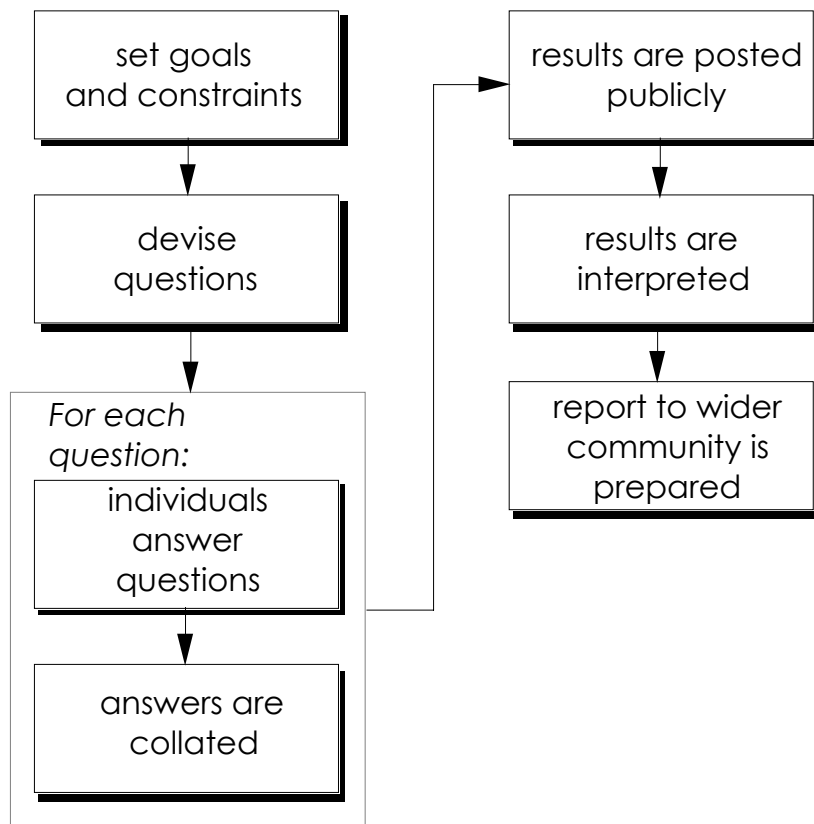 set goals
and constraints
devise
questions
For each
question:
individuals
answer
questions
answers are
collated
results are posted
publicly
results are
interpreted
report to wider
community is
prepared